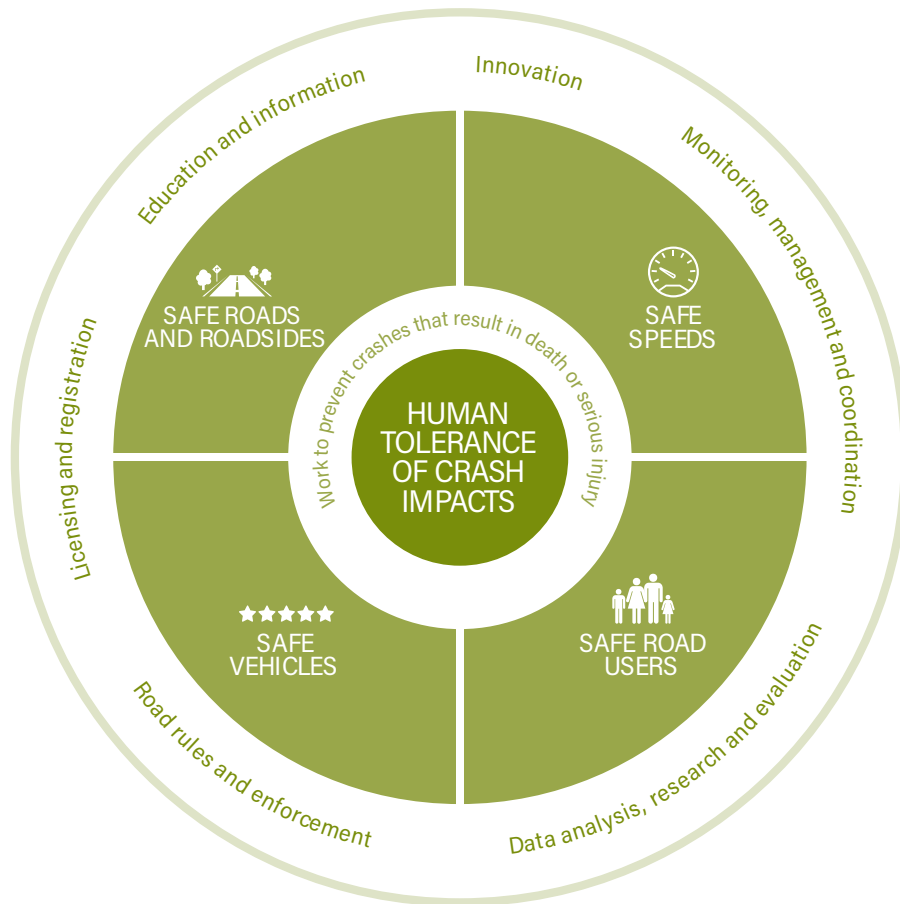 Education and information
Innovation
Monitoring, management and coordination
Licensing and registration
SAFE ROADS
AND ROADSIDES
SAFE
SPEEDS
Work to prevent crashes that result in death or serious injury
HUMAN
TOLERANCE
OF CRASH
IMPACTS
SAFE
VEHICLES
SAFE ROAD
USERS
Road rules and enforcement
Data analysis, research and evaluation